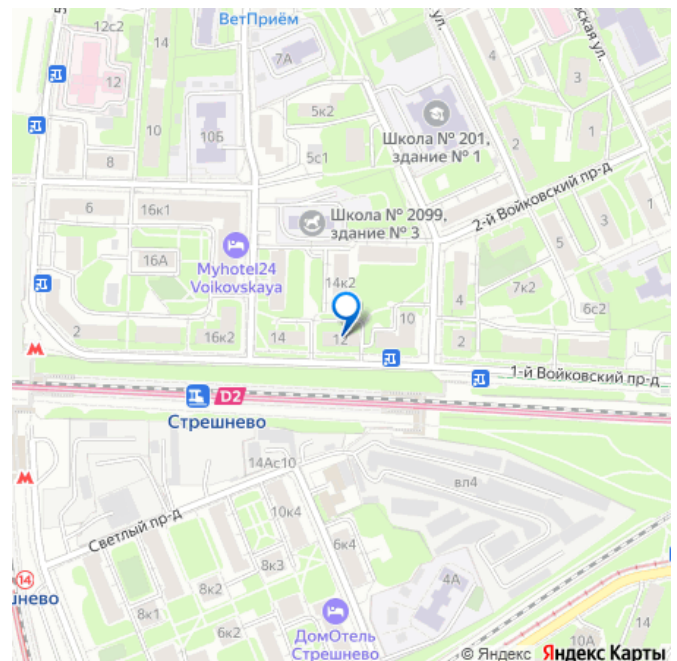 12с2
ВетПриём
14
ул.
ская ул.
4
7А
12
3
5к2
10
10Б
Школа № 201,
здание № 1
1
2
8
5с1
2-й Войковский пр-д
1
6
16к1
Школа № 2099,
здание № 3
3
5
16А
Myhotel24
Voikovskaya
14к2
7к2
4
6с2
10
2
16к2
14
12
2
1-й Войковский пр-д
D2
Стрешнево
14Ас10
вл4
10к4
Светлый пр-д
6к4
14
8к3
4А
8к2
8к1
6к2
ДомОтель
Стрешнево
10А
14
© Яндекс Яндекс Карты